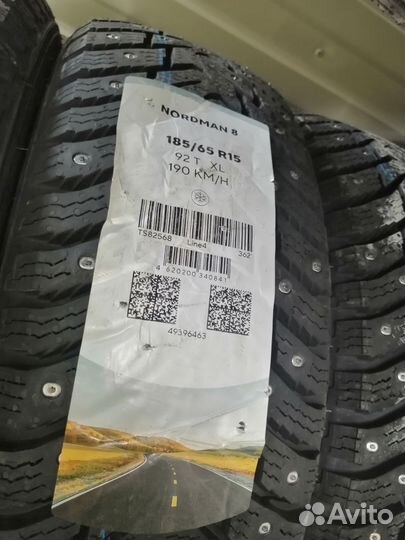 NORDMAN 8
185/65 R15
92 T XL
190 KM/H
TS82568 Line4 362
4 620200 340841
49396463
Avito